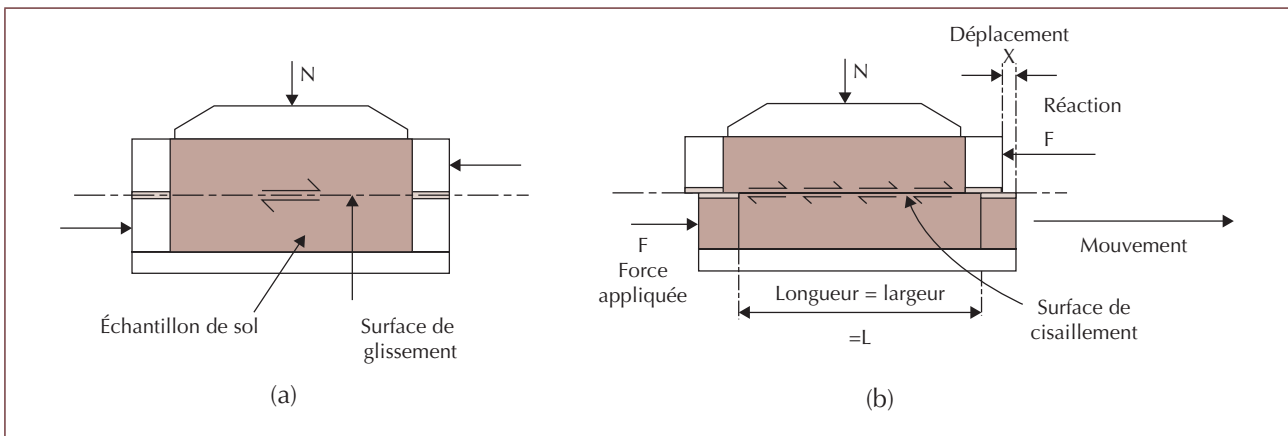 N
Échantillon de sol
Surface de
glissement
(a)
Déplacement
X
N
Réaction
F
F
Force
appliquée
Mouvement
Longueur = largeur
=L
Surface de
cisaillement
(b)